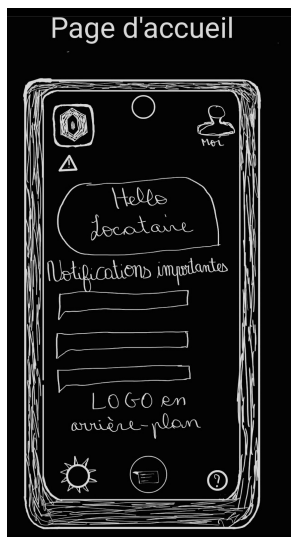 Page d'accueil
Moi
Hello
Locataire
Notifications importantes
LOGO en
arrière-plan
?